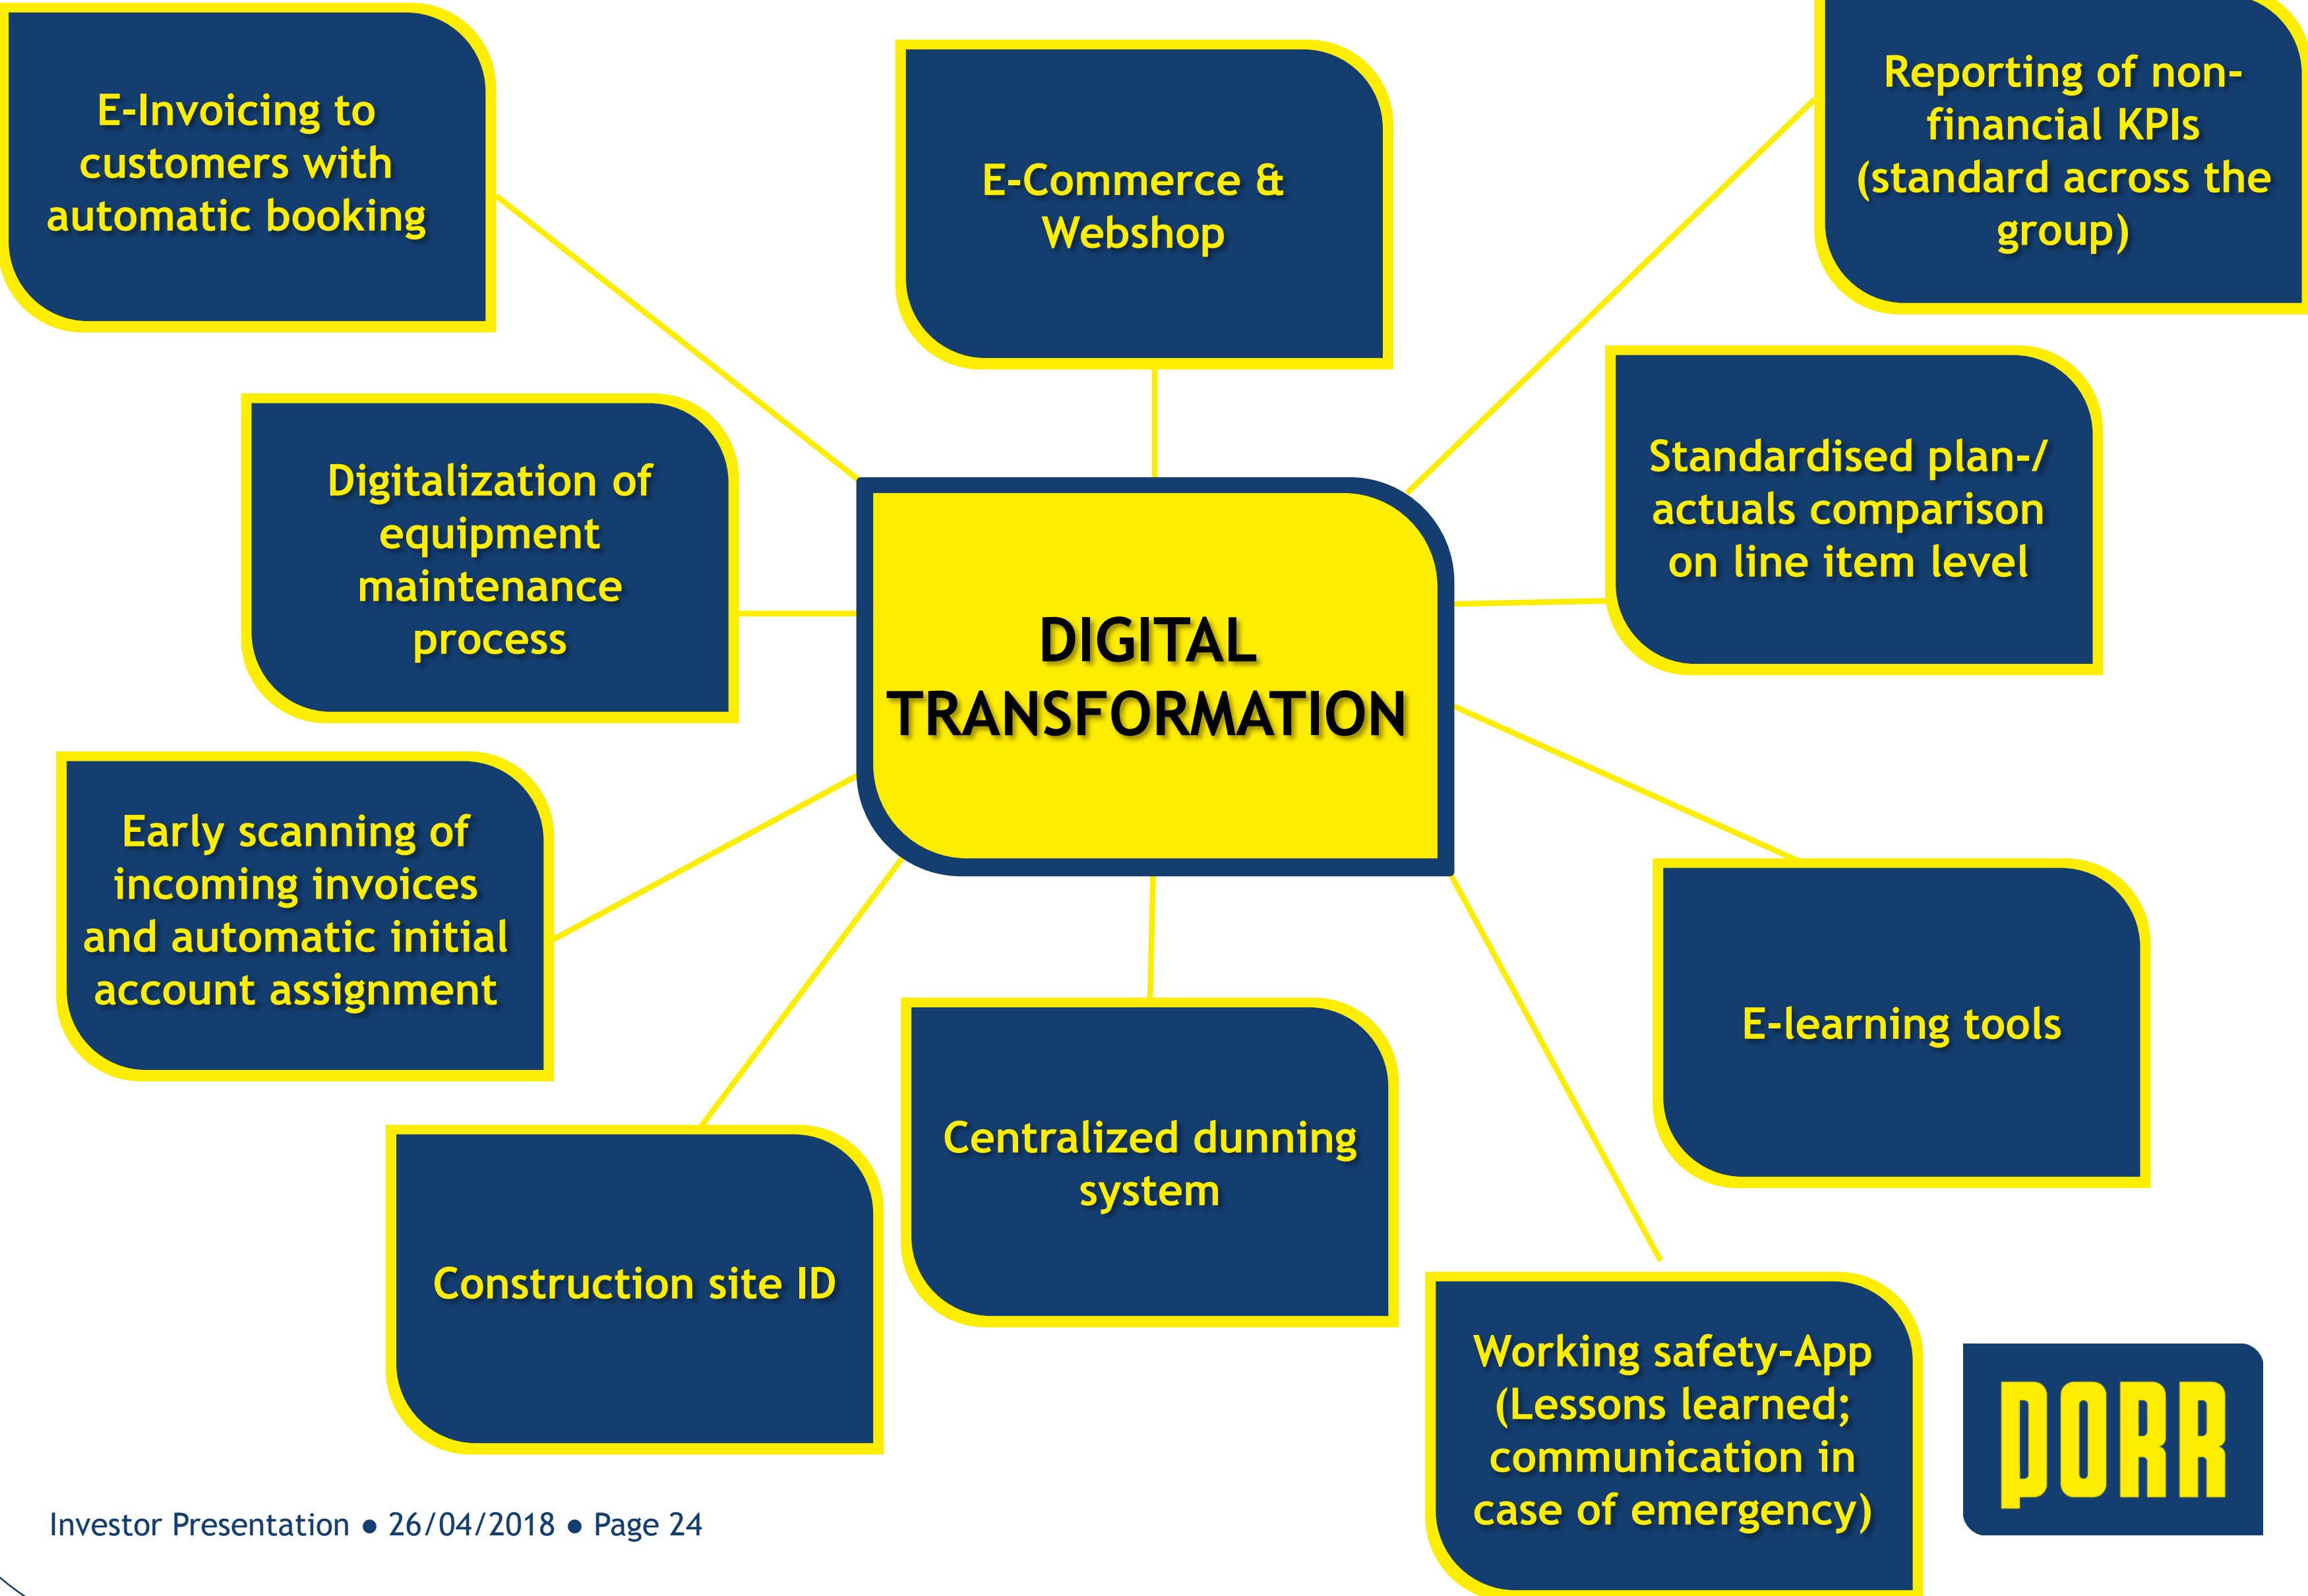 E-Invoicing to
customers with
automatic booking
E-Commerce &
Webshop
Reporting of non-
financial KPIs
(standard across the
group)
Digitalization of
equipment
maintenance
process
Standardised plan-/
actuals comparison
on line item level
DIGITAL
TRANSFORMATION
Early scanning of
incoming invoices
and automatic initial
account assignment
E-learning tools
Centralized dunning
system
Construction site ID
Working safety-App
(Lessons learned;
communication in
case of emergency)
PORR
Investor Presentation ● 26/04/2018 ● Page 24